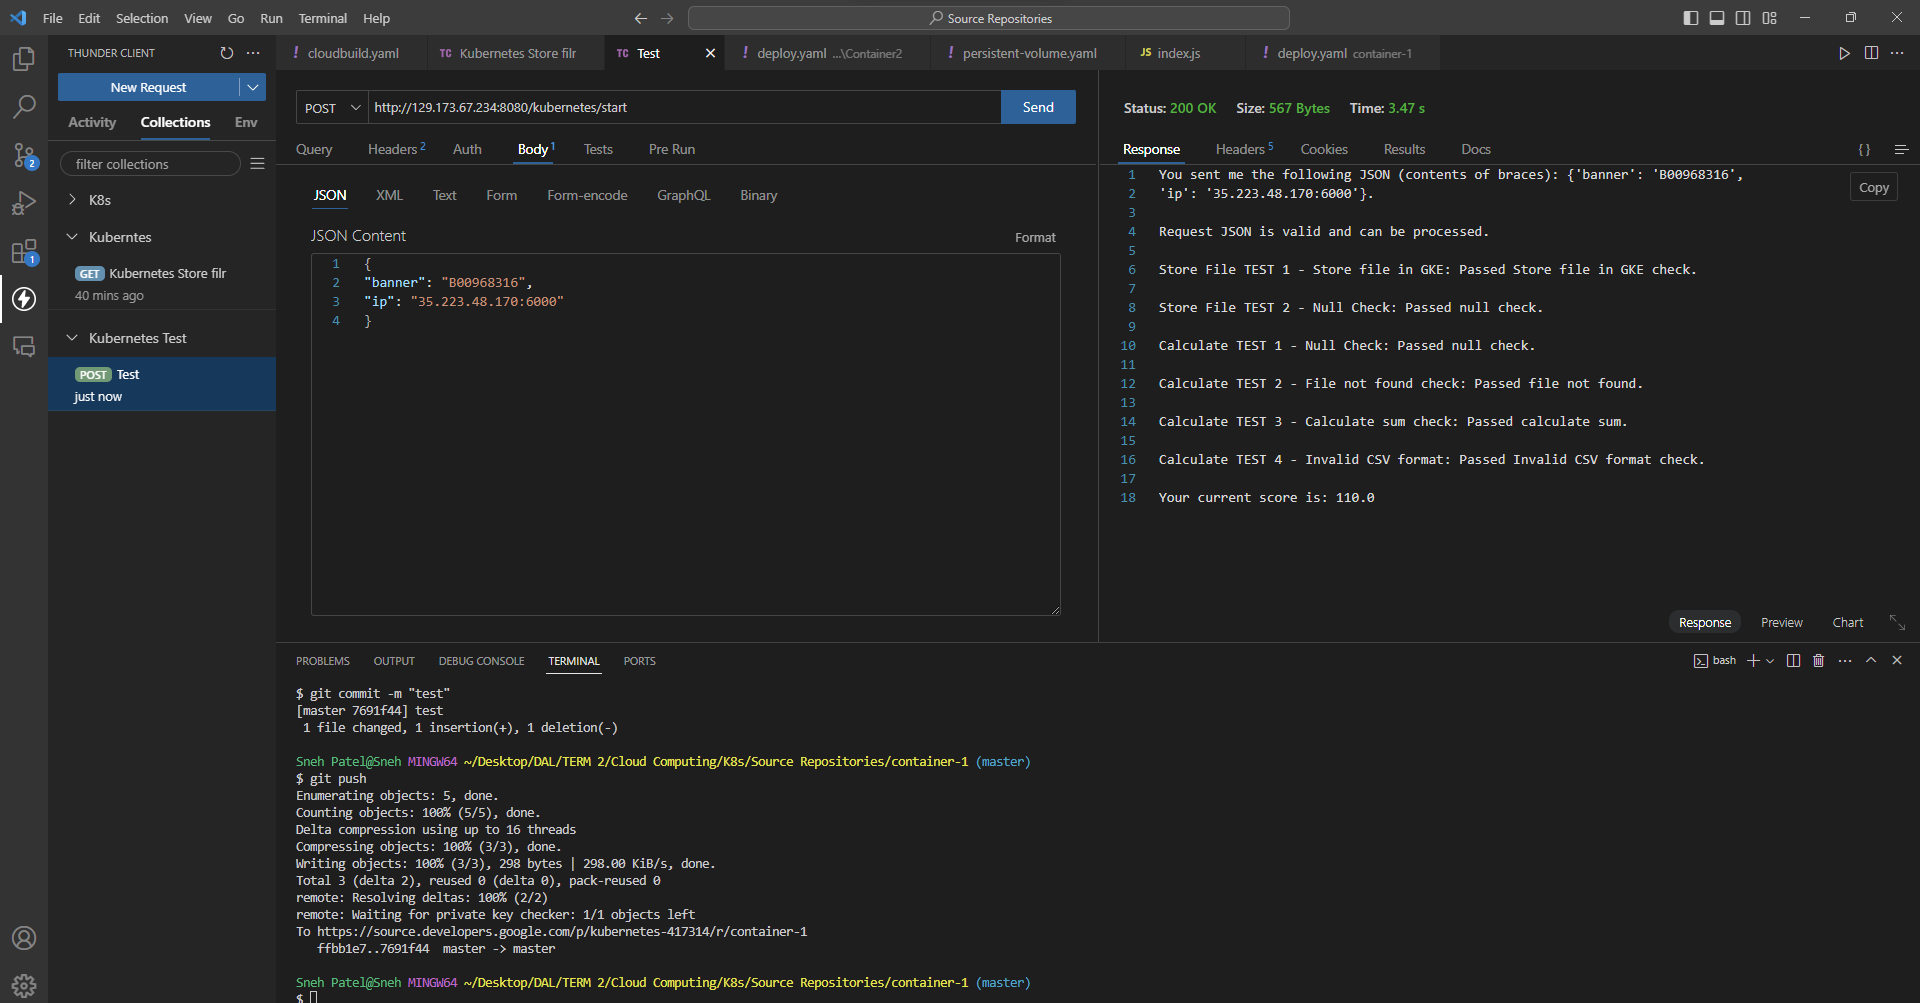 File Edit Selection View Go Run Terminal Help
Source Repositories
THUNDER CLIENT
New Request
Activity Collections Env
filter collections
K8s
Kuberntes
GET Kubernetes Store filr
40 mins ago
Kubernetes Test
POST Test
just now
2
1
! cloudbuild.yaml TC Kubernetes Store filr TC Test ! deploy.yaml ...\Container2 ! persistent-volume.yaml JS index.js ! deploy.yaml container-1
POST http://129.173.67.234:8080/kubernetes/start Send
Query Headers 2 Auth Body 1 Tests Pre Run
JSON XML Text Form Form-encode GraphQL Binary
JSON Content Format
1 {
2 "banner": "B00968316",
3 "ip": "35.223.48.170:6000"
4 }
Status: 200 OK Size: 567 Bytes Time: 3.47 s
Response Headers 5 Cookies Results Docs {}
Copy
1 You sent me the following JSON (contents of braces): {'banner': 'B00968316',
2 'ip': '35.223.48.170:6000'}.
3
4 Request JSON is valid and can be processed.
5
6 Store File TEST 1 - Store file in GKE: Passed Store file in GKE check.
7
8 Store File TEST 2 - Null Check: Passed null check.
9
10 Calculate TEST 1 - Null Check: Passed null check.
11
12 Calculate TEST 2 - File not found check: Passed file not found.
13
14 Calculate TEST 3 - Calculate sum check: Passed calculate sum.
15
16 Calculate TEST 4 - Invalid CSV format: Passed Invalid CSV format check.
17
18 Your current score is: 110.0
Response Preview Chart
PROBLEMS OUTPUT DEBUG CONSOLE TERMINAL PORTS
bash
$ git commit -m "test"
[master 7691f44] test
1 file changed, 1 insertion(+), 1 deletion(-)
Sneh Patel@Sneh MINGW64 ~/Desktop/DAL/TERM 2/Cloud Computing/K8s/Source Repositories/container-1 (master)
$ git push
Enumerating objects: 5, done.
Counting objects: 100% (5/5), done.
Delta compression using up to 16 threads
Compressing objects: 100% (3/3), done.
Writing objects: 100% (3/3), 298 bytes | 298.00 KiB/s, done.
Total 3 (delta 2), reused 0 (delta 0), pack-reused 0
remote: Resolving deltas: 100% (2/2)
remote: Waiting for private key checker: 1/1 objects left
To https://source.developers.google.com/p/kubernetes-417314/r/container-1
ffbb1e7..7691f44 master -> master
Sneh Patel@Sneh MINGW64 ~/Desktop/DAL/TERM 2/Cloud Computing/K8s/Source Repositories/container-1 (master)
$